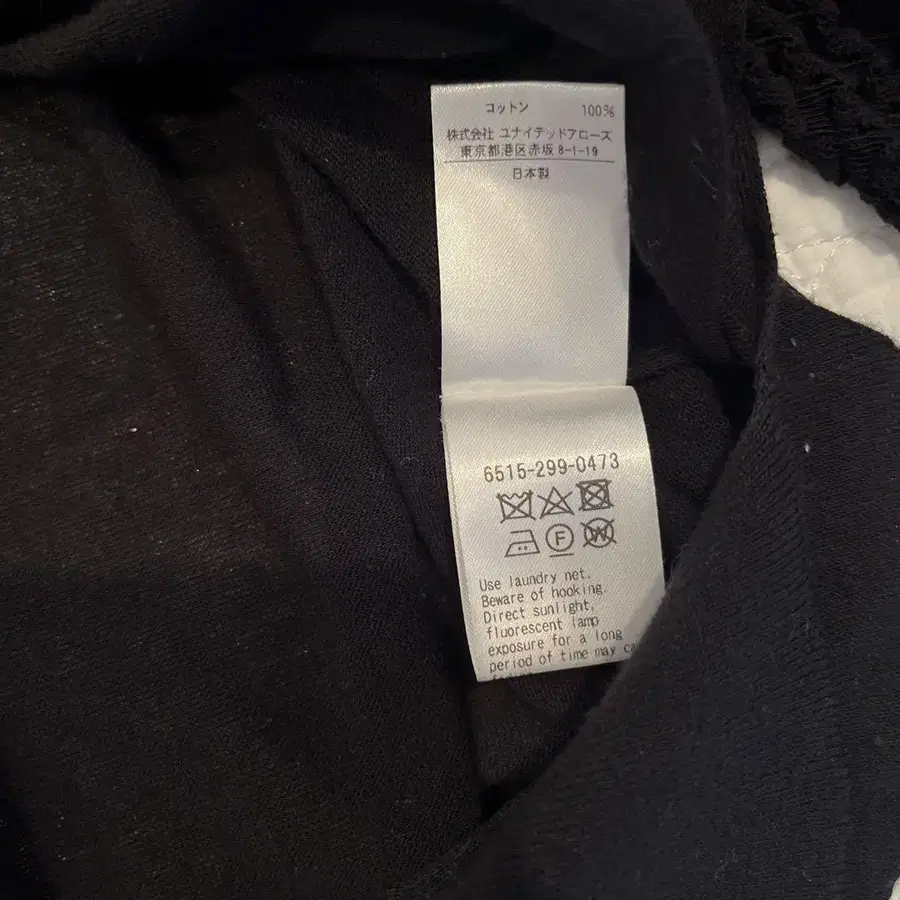 コットン 100%
株式会社 ユナイテッドアローズ
東京都港区赤坂 8-1-19
日本製
6515-299-0473
F
W
Use laundry net.
Beware of hooking.
Direct sunlight,
fluorescent lamp
exposure for a long
period of time may